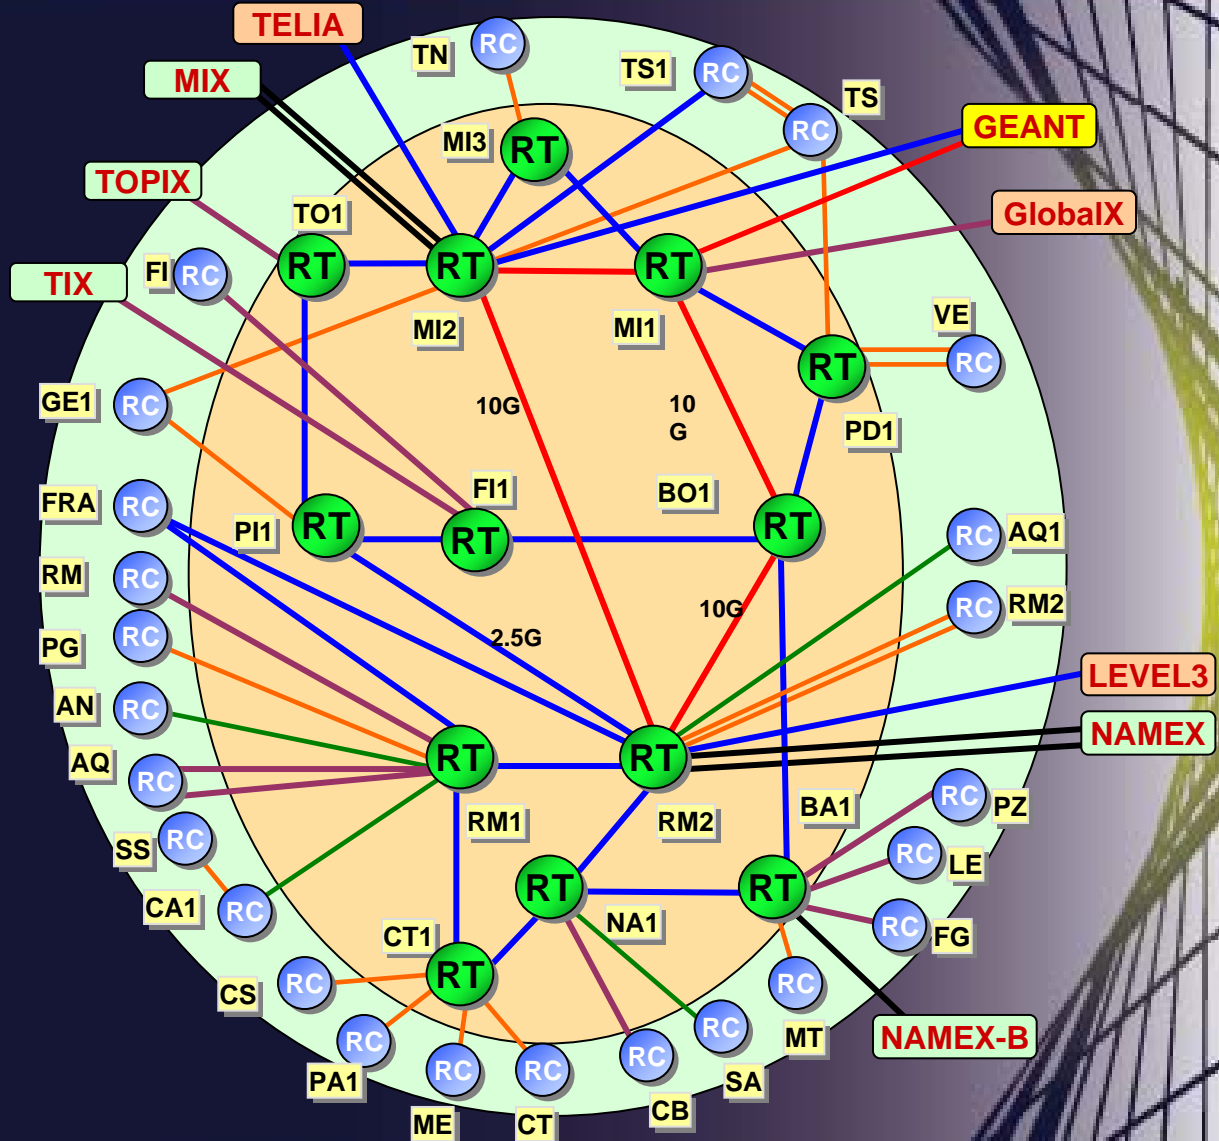 TELIA
TN
RC
TS1
RC
TS
RC
MIX
GEANT
MI3
RT
TOPIX
TO1
GlobalX
RT
RT
RT
TIX
FI
RC
MI2
MI1
VE
RC
RT
PD1
GE1
RC
10G
10
G
FRA
RC
PI1
RT
FI1
RT
BO1
RT
RC
AQ1
RM
RC
RC
RM2
10G
PG
RC
2.5G
LEVEL3
AN
RC
NAMEX
AQ
RC
RT
RT
RM1
RM2
BA1
RC
PZ
SS
RC
RC
LE
CA1
RC
RT
RT
NA1
RC
FG
CT1
RT
CS
RC
RC
MT
NAMEX-B
PA1
RC
ME
RC
CT
RC
CB
RC
SA
RC